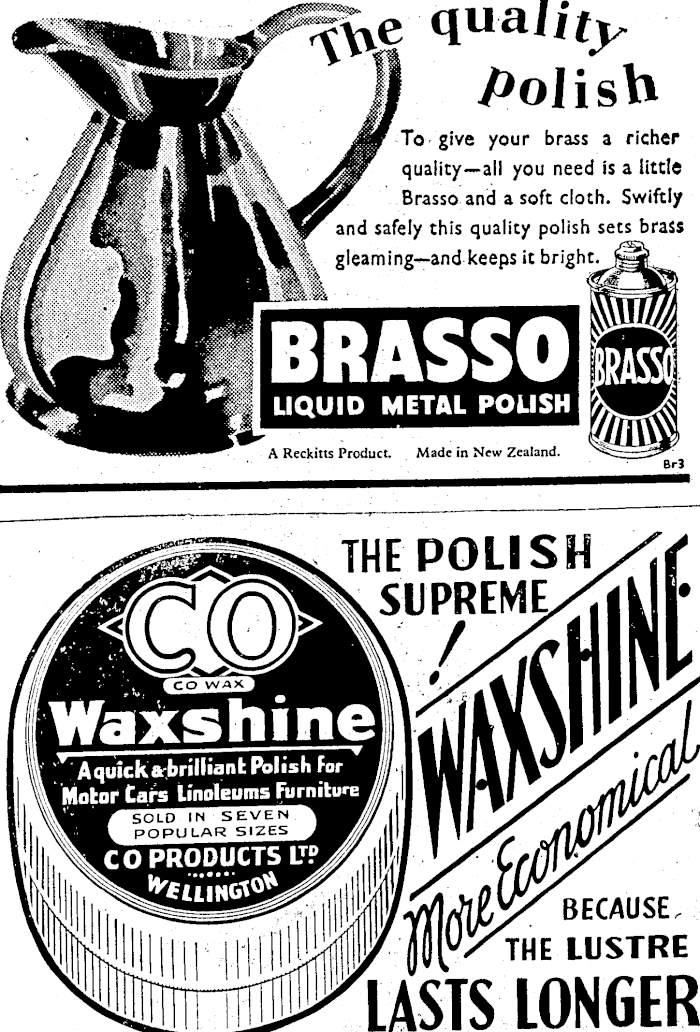 The quality
polish
To give your brass a richer
quality—all you need is a little
Brasso and a soft cloth. Swiftly
and safely this quality polish sets brass
gleaming—and keeps it bright.
BRASSO
LIQUID METAL POLISH
BRASSO
A Reckitts Product. Made in New Zealand.
Br3
CO
CO WAX
Waxshine
A quick & brilliant Polish for
Motor Cars Linoleums Furniture
SOLD IN SEVEN
POPULAR SIZES
CO PRODUCTS LTD
WELLINGTON
THE POLISH
SUPREME
!
WAXSHINE
More Economical
BECAUSE
THE LUSTRE
LASTS LONGER